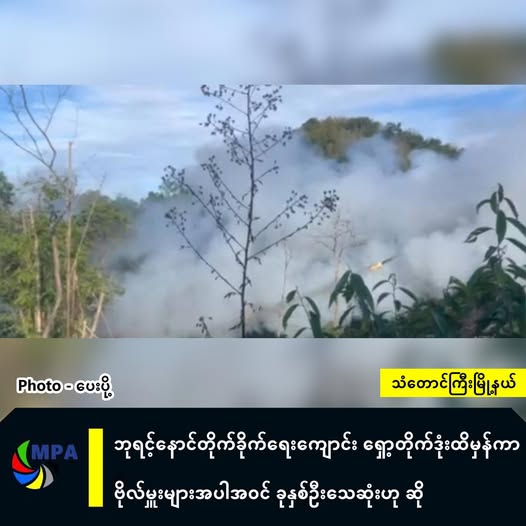 Photo - ပေးပို့
သံတောင်ကြီးမြို့နယ်
MPA
ဘုရင့်နောင်တိုက်ခိုက်ရေးကျောင်း ရှော့တိုက်ဒုံးထိမှန်ကာ
ဗိုလ်မှူးများအပါအဝင် ခုနှစ်ဦးသေဆုံးဟု ဆို